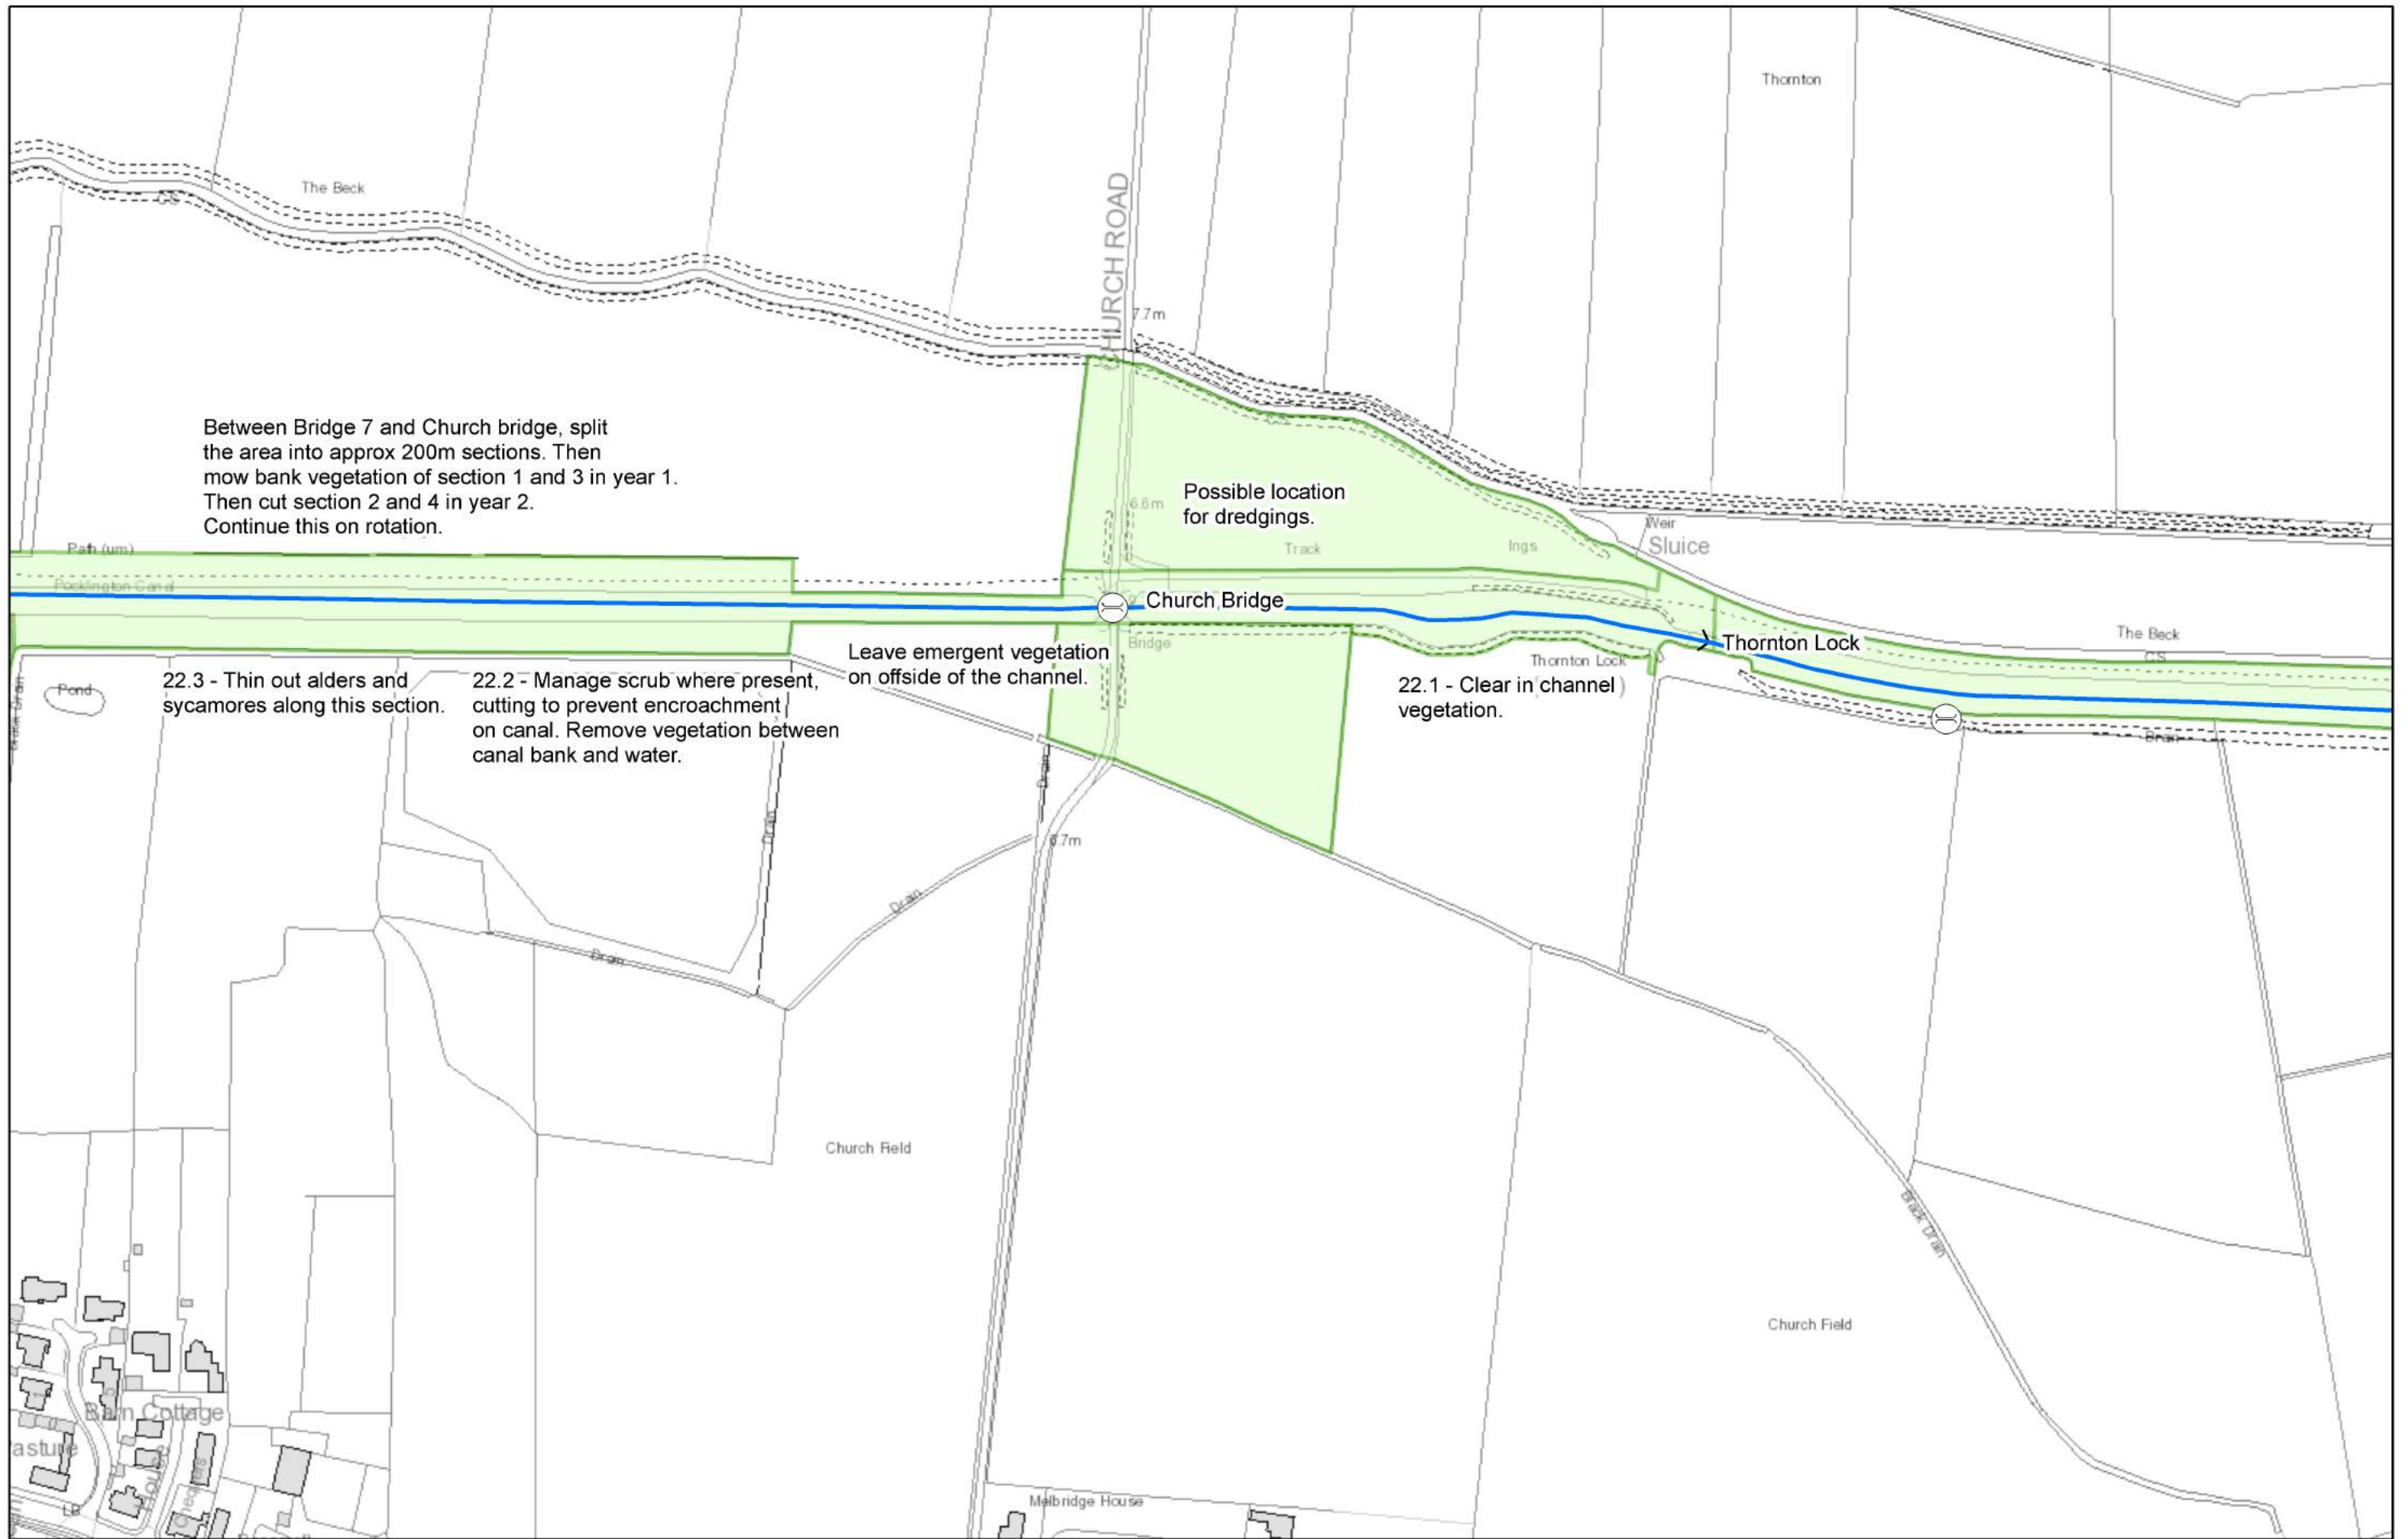 Thornton
The Beck
CS
CHURCH ROAD
7.7m
Between Bridge 7 and Church bridge, split
the area into approx 200m sections. Then
mow bank vegetation of section 1 and 3 in year 1.
Then cut section 2 and 4 in year 2.
Continue this on rotation.
Possible location
for dredgings.
6.6m
Weir
Sluice
Track
Ings
Path (um)
Pocklington Canal
Church Bridge
Bridge
Thornton Lock
The Beck
CS
Leave emergent vegetation
on offside of the channel.
Thornton Lock
22.1 - Clear in channel
vegetation.
22.3 - Thin out alders and
sycamores along this section.
22.2 - Manage scrub where present,
cutting to prevent encroachment
on canal. Remove vegetation between
canal bank and water.
Pond
Brack Drain
Drain
Drain
Drain
6.7m
Drain
Drain
Church Field
Brack Drain
Church Field
Barn Cottage
House
LB
Melbridge House